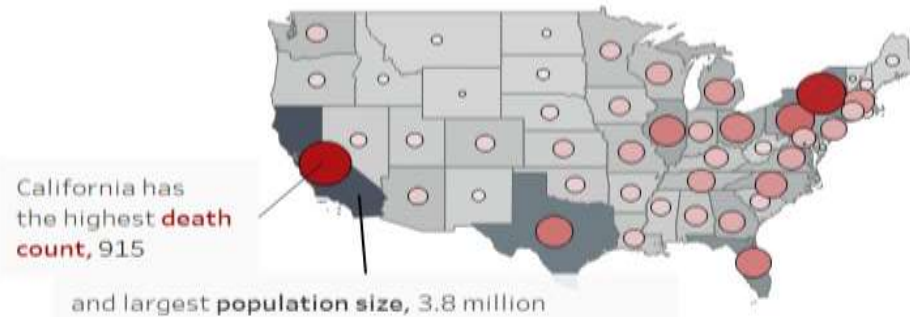 California has
the highest death
count, 915
and largest population size, 3.8 million